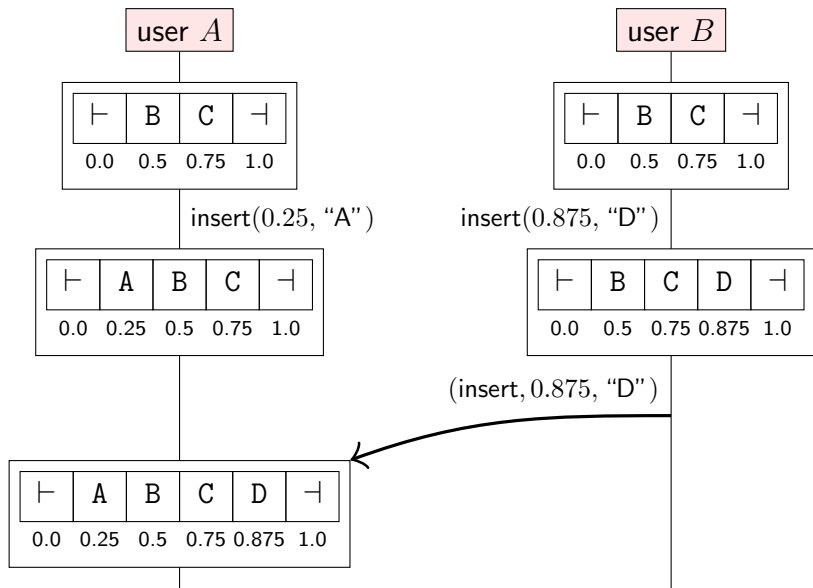 user A
user B
⊢ B C ⊣
0.0 0.5 0.75 1.0
⊢ B C ⊣
0.0 0.5 0.75 1.0
insert(0.25, “A”)
insert(0.875, “D”)
⊢ A B C ⊣
0.0 0.25 0.5 0.75 1.0
⊢ B C D ⊣
0.0 0.5 0.75 0.875 1.0
(insert, 0.875, “D”)
⊢ A B C D ⊣
0.0 0.25 0.5 0.75 0.875 1.0